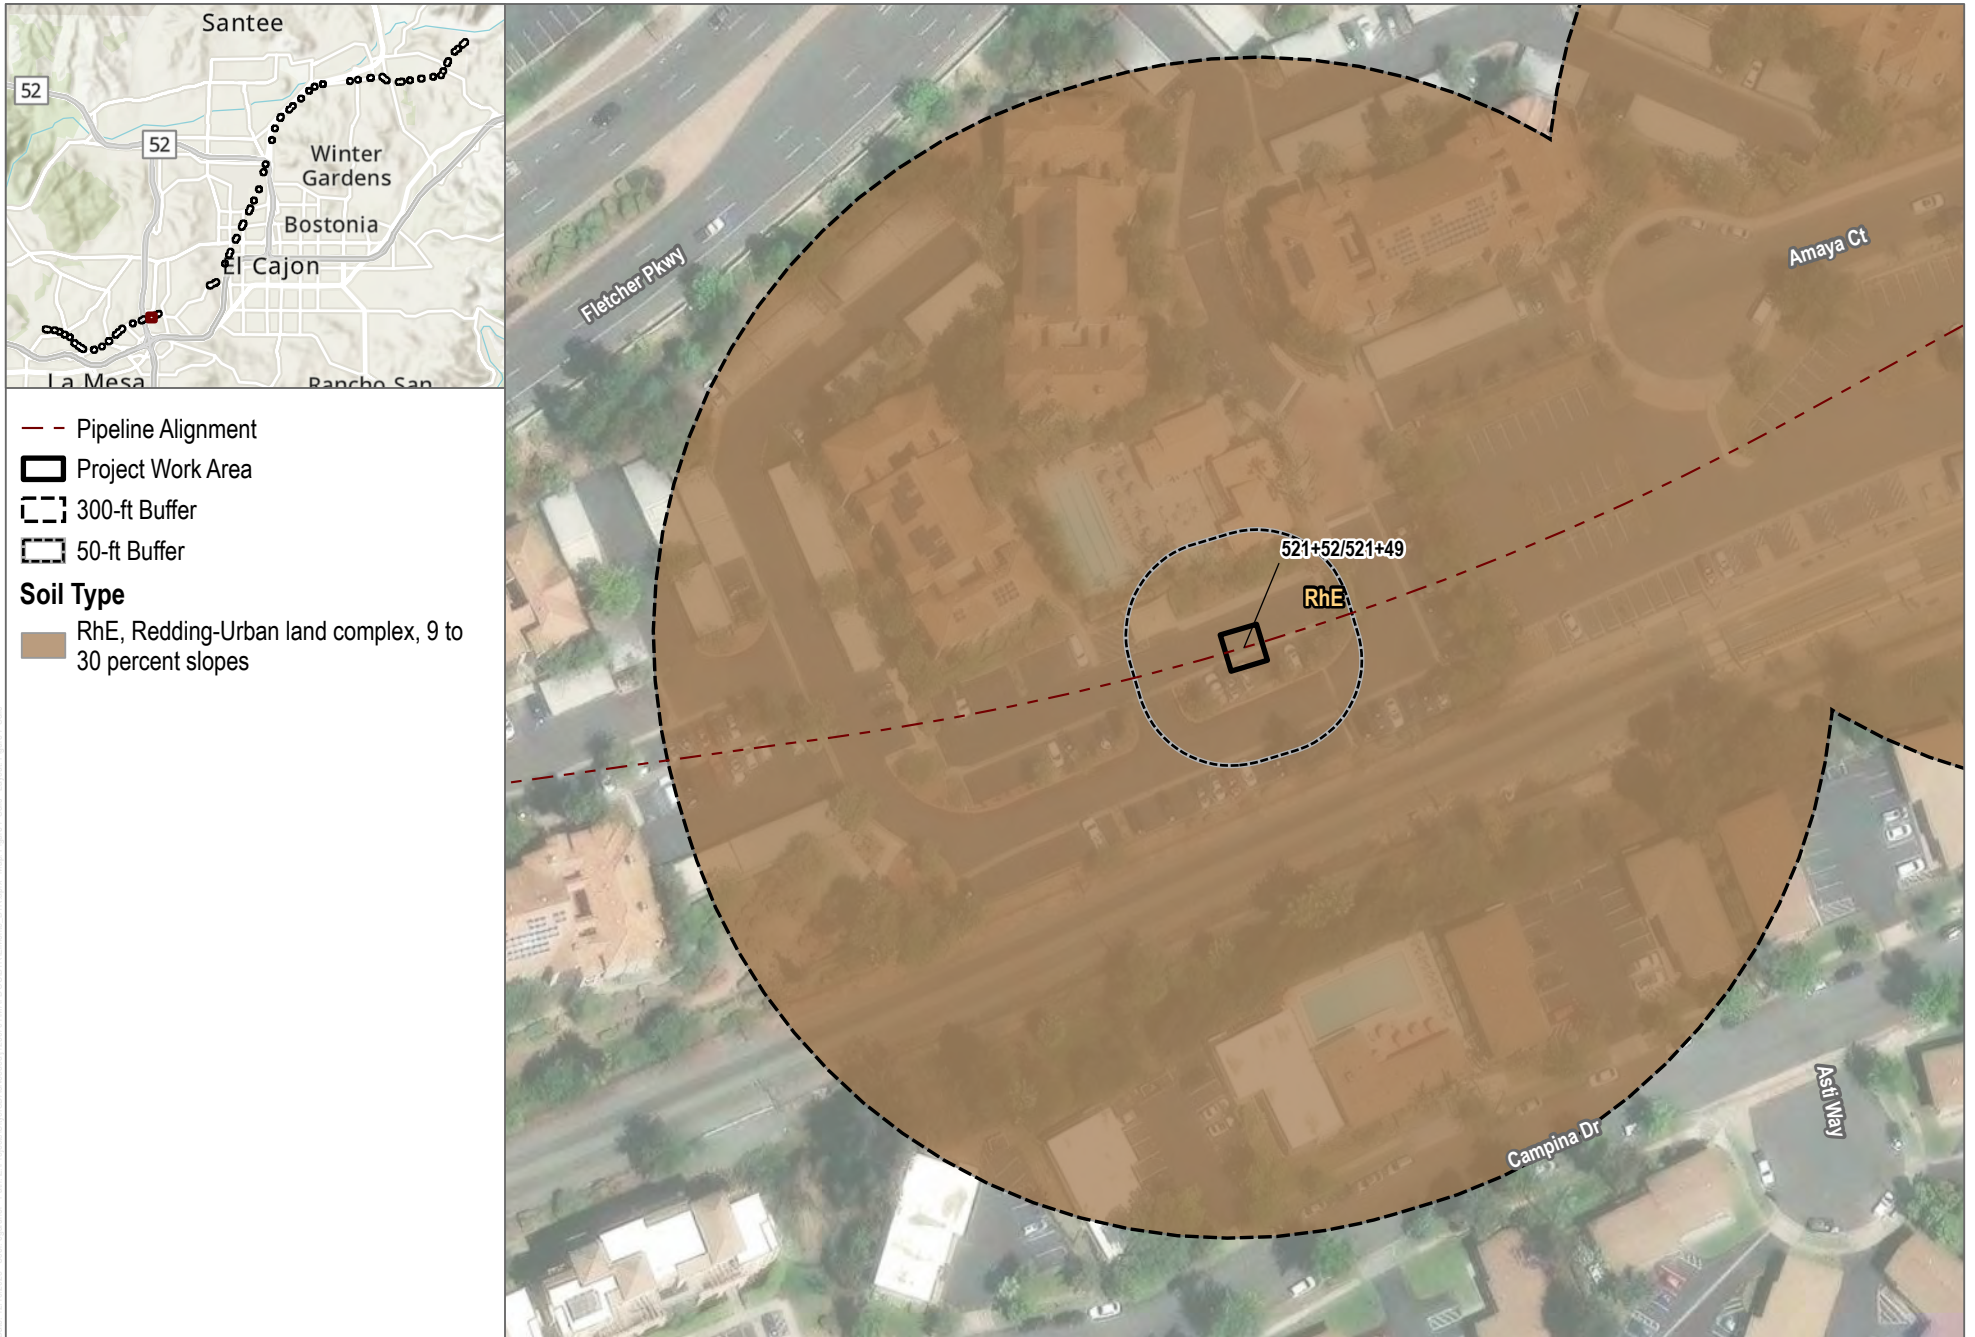 Santee
52
52
Winter
Gardens
Bostonia
El Cajon
La Mesa
Rancho San
Pipeline Alignment
Project Work Area
300-ft Buffer
50-ft Buffer
Soil Type
RhE, Redding-Urban land complex, 9 to
30 percent slopes
Fletcher Pkwy
Amaya Ct
521+52/521+49
RhE
Campina Dr
Asti Way